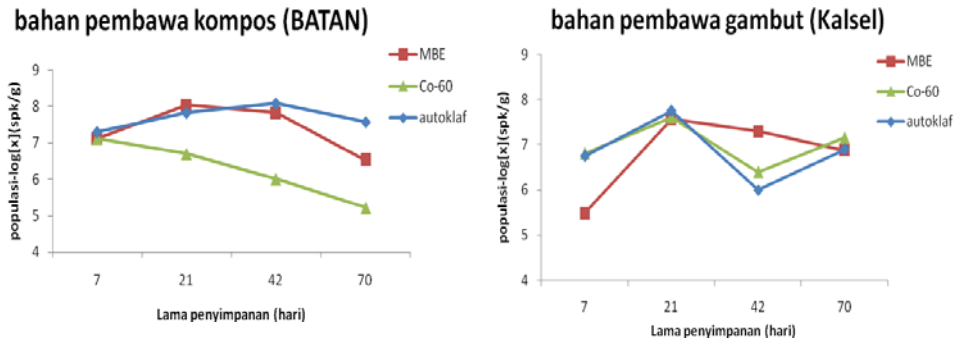 bahan pembawa kompos (BATAN)
MBE
Co-60
autoklaf
populasi-log[x](spk/g)
9
8
7
6
5
4
7 21 42 70
Lama penyimpanan (hari)
bahan pembawa gambut (Kalsel)
MBE
Co-60
autoklaf
populasi-log[x](spk/g)
9
8
7
6
5
4
7 21 42 70
Lama penyimpanan (hari)